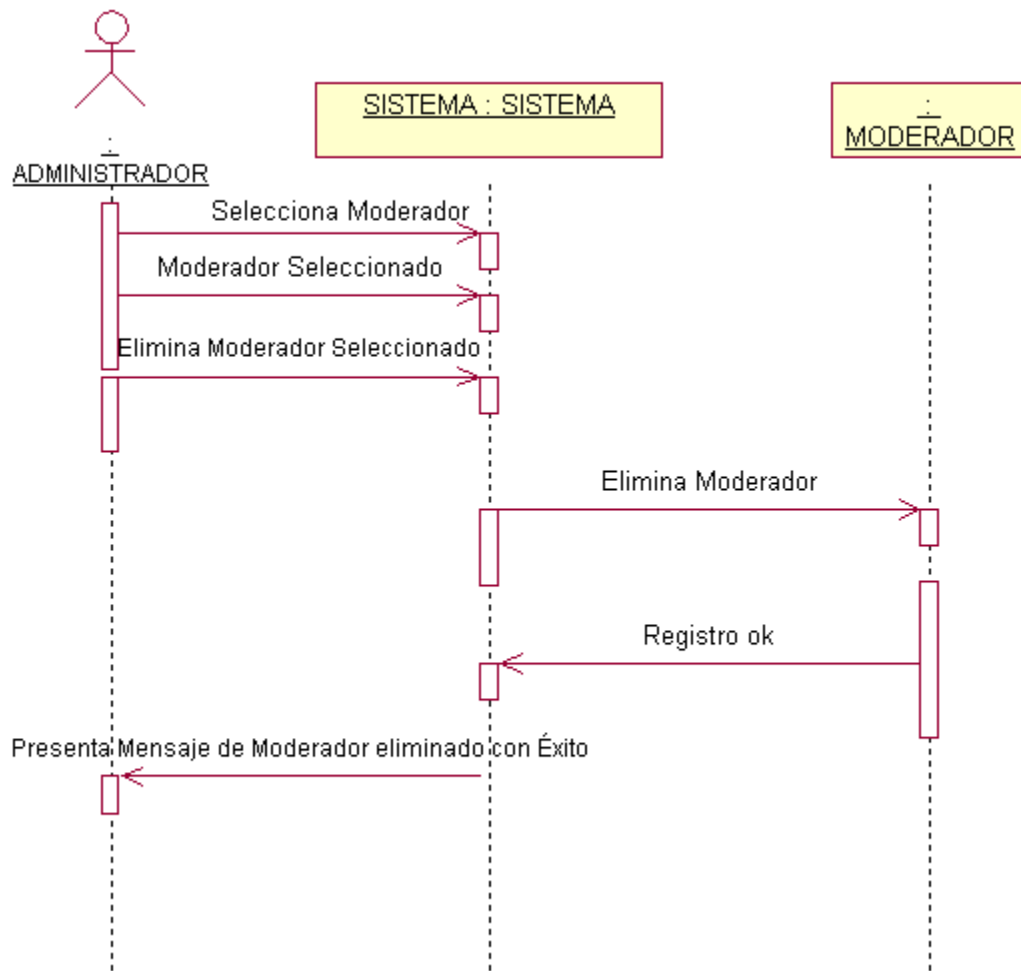 :
ADMINISTRADOR
SISTEMA : SISTEMA
:
MODERADOR
Selecciona Moderador
Moderador Seleccionado
Elimina Moderador Seleccionado
Elimina Moderador
Registro ok
Presenta Mensaje de Moderador eliminado con Éxito